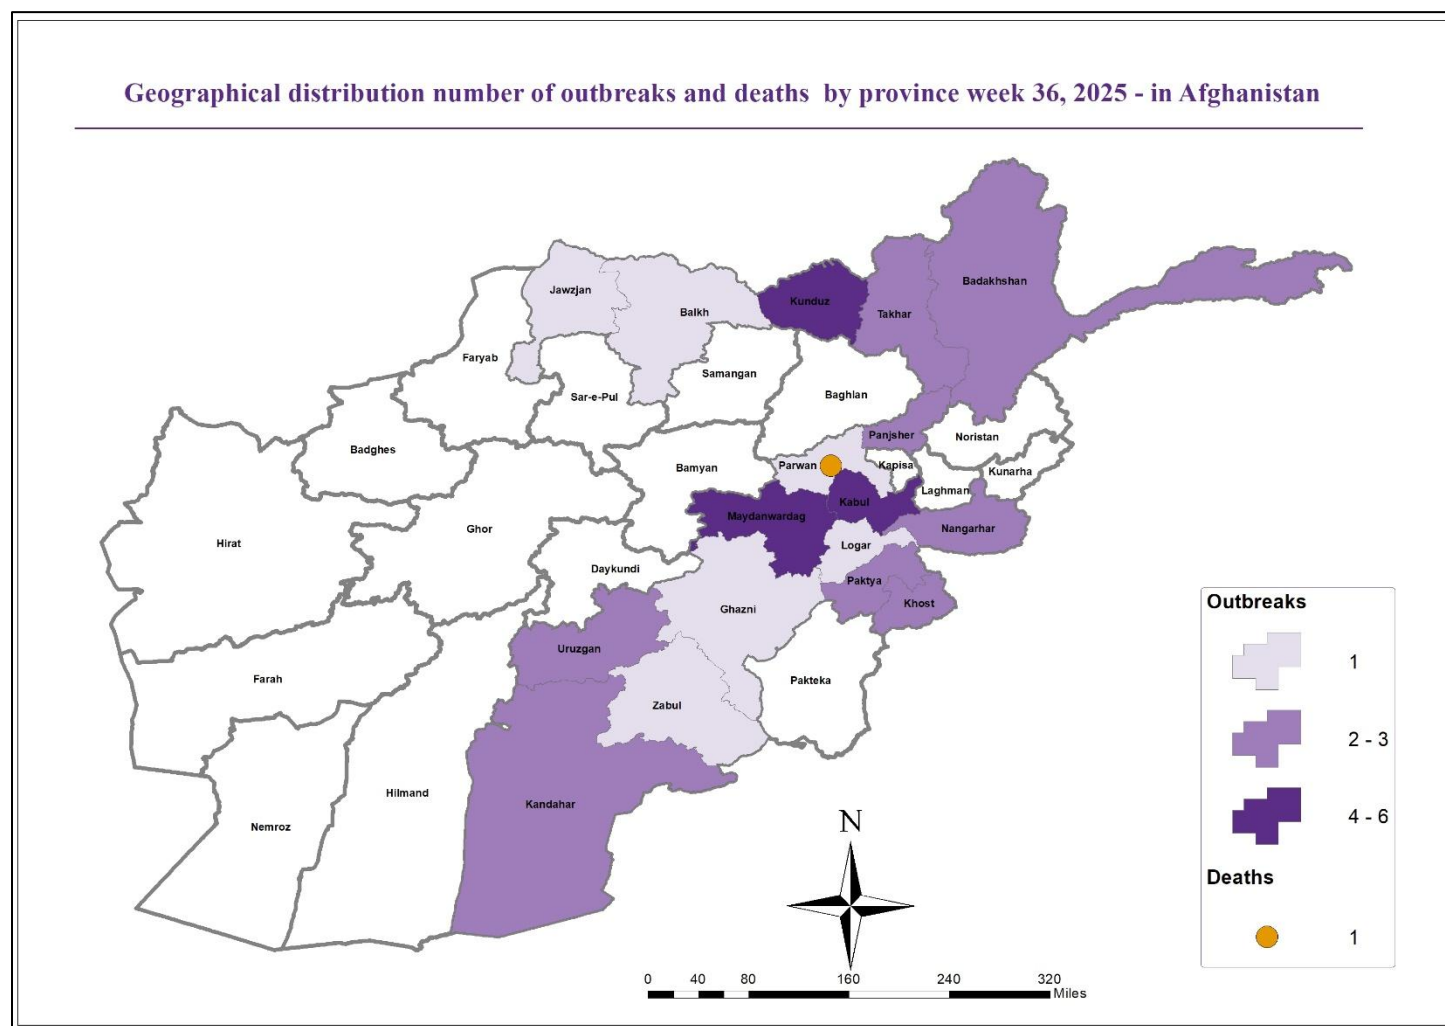 Geographical distribution number of outbreaks and deaths by province week 36, 2025 - in Afghanistan
Badakhshan
Jawzjan
Kunduz
Balkh
Takhar
Faryab
Samangan
Sar-e-Pul
Baghlan
Panjsher
Noristan
Badghes
Parwan
Kapisa
Bamyan
Kunarha
Laghman
Kabul
Maydanwardag
Nangarhar
Ghor
Hirat
Logar
Daykundi
Paktya
Khost
Ghazni
Uruzgan
Farah
Pakteka
Zabul
Hilmand
Kandahar
Nemroz
N
0 40 80 160 240 320
Miles
Outbreaks
1
2 - 3
4 - 6
Deaths
1